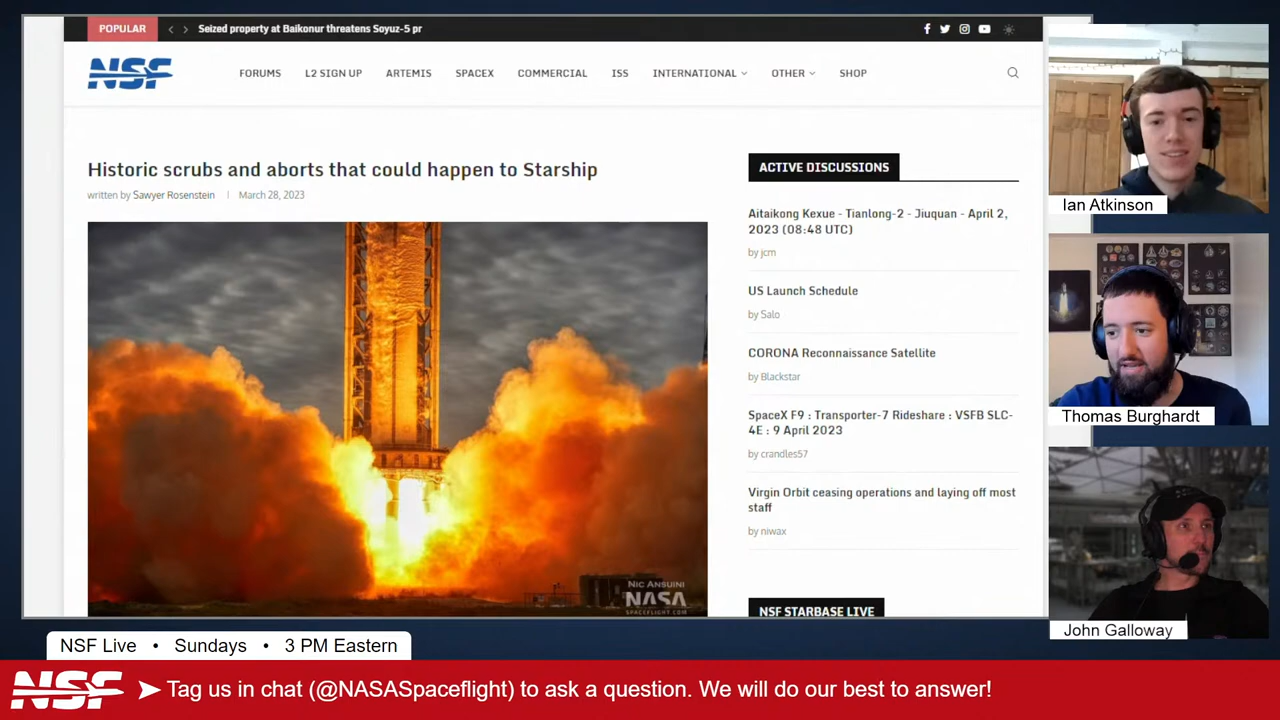 POPULAR
Seized property at Baikonur threatens Soyuz-5 pr
NSF
FORUMS
L2 SIGN UP
ARTEMIS
SPACEX
COMMERCIAL
ISS
INTERNATIONAL
OTHER
SHOP
Historic scrubs and aborts that could happen to Starship
written by Sawyer Rosenstein
March 28, 2023
NIC ANSUINI
NASA
SPACEFLIGHT.COM
ACTIVE DISCUSSIONS
Aitaikong Kexue - Tianlong-2 - Jiuquan - April 2,
2023 (08:48 UTC)
by jcm
US Launch Schedule
by Salo
CORONA Reconnaissance Satellite
by Blackstar
SpaceX F9 : Transporter-7 Rideshare : VSFB SLC-
4E : 9 April 2023
by crandles57
Virgin Orbit ceasing operations and laying off most
staff
by niwax
NSF STARBASE LIVE
Ian Atkinson
Thomas Burghardt
John Galloway
NSF Live • Sundays • 3 PM Eastern
NSF
Tag us in chat (@NASASpaceflight) to ask a question. We will do our best to answer!